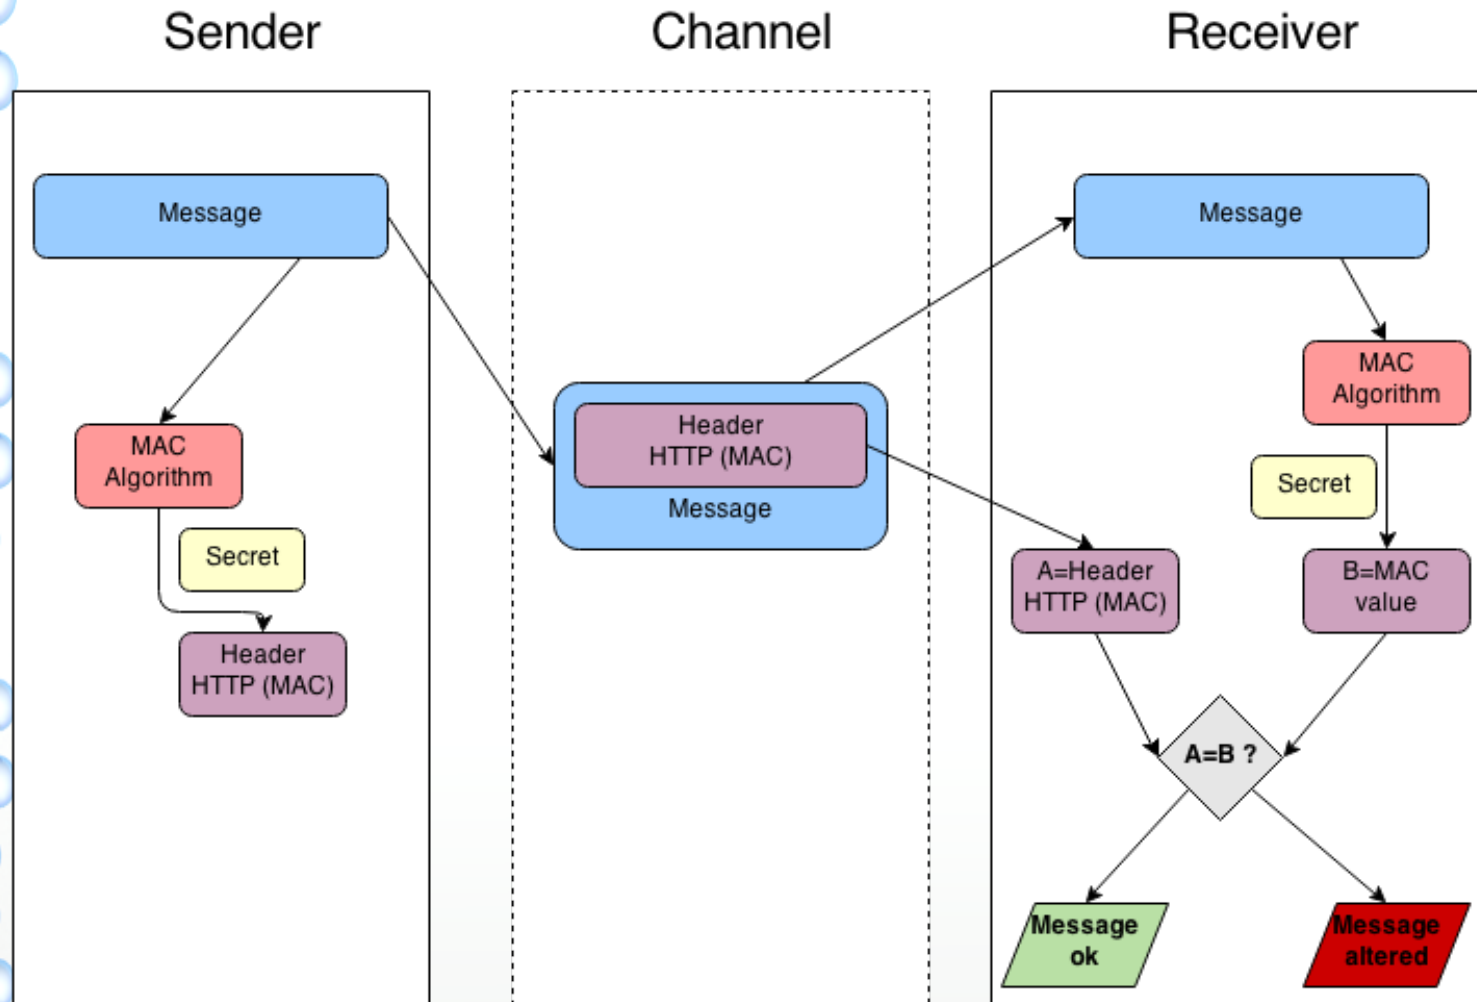 Sender
Channel
Receiver
Message
MAC
Algorithm
Secret
Header
HTTP (MAC)
Header
HTTP (MAC)
Message
Message
MAC
Algorithm
Secret
A=Header
HTTP (MAC)
B=MAC
value
A=B ?
Message
ok
Message
altered